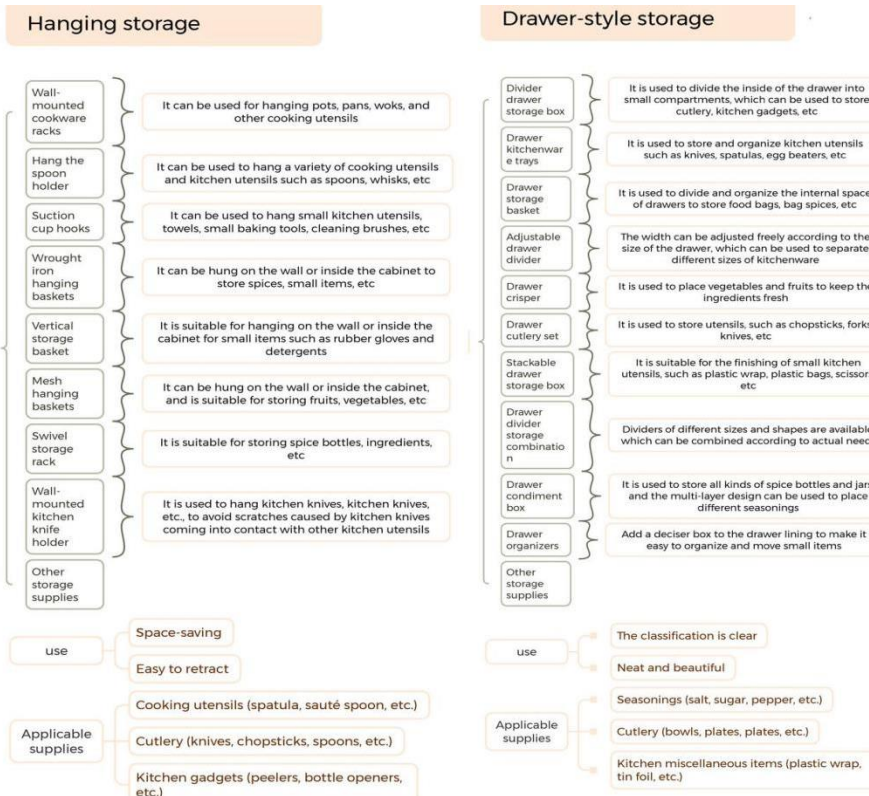 Hanging storage
Wall-
mounted
cookware
racks
It can be used for hanging pots, pans, woks, and
other cooking utensils
Hang the
spoon
holder
It can be used to hang a variety of cooking utensils
and kitchen utensils such as spoons, whisks, etc
Suction
cup hooks
It can be used to hang small kitchen utensils,
towels, small baking tools, cleaning brushes, etc
Wrought
iron
hanging
baskets
It can be hung on the wall or inside the cabinet to
store spices, small items, etc
Vertical
storage
basket
It is suitable for hanging on the wall or inside the
cabinet for small items such as rubber gloves and
detergents
Mesh
hanging
baskets
It can be hung on the wall or inside the cabinet,
and is suitable for storing fruits, vegetables, etc
Swivel
storage
rack
It is suitable for storing spice bottles, ingredients,
etc
Wall-
mounted
kitchen
knife
holder
It is used to hang kitchen knives, kitchen knives,
etc., to avoid scratches caused by kitchen knives
coming into contact with other kitchen utensils
Other
storage
supplies
use
Space-saving
Easy to retract
Applicable
supplies
Cooking utensils (spatula, sauté spoon, etc.)
Cutlery (knives, chopsticks, spoons, etc.)
Kitchen gadgets (peelers, bottle openers,
etc.)
Drawer-style storage
Divider
drawer
storage box
It is used to divide the inside of the drawer into
small compartments, which can be used to store
cutlery, kitchen gadgets, etc
Drawer
kitchenwar
e trays
It is used to store and organize kitchen utensils
such as knives, spatulas, egg beaters, etc
Drawer
storage
basket
It is used to divide and organize the internal space
of drawers to store food bags, bag spices, etc
Adjustable
drawer
divider
The width can be adjusted freely according to the
size of the drawer, which can be used to separate
different sizes of kitchenware
Drawer
crisper
It is used to place vegetables and fruits to keep the
ingredients fresh
Drawer
cutlery set
It is used to store utensils, such as chopsticks, forks,
knives, etc
Stackable
drawer
storage box
It is suitable for the finishing of small kitchen
utensils, such as plastic wrap, plastic bags, scissors
etc
Drawer
divider
storage
combinatio
n
Dividers of different sizes and shapes are available
which can be combined according to actual need
Drawer
condiment
box
It is used to store all kinds of spice bottles and jars
and the multi-layer design can be used to place
different seasonings
Drawer
organizers
Add a deciser box to the drawer lining to make it
easy to organize and move small items
Other
storage
supplies
use
The classification is clear
Neat and beautiful
Applicable
supplies
Seasonings (salt, sugar, pepper, etc.)
Cutlery (bowls, plates, plates, etc.)
Kitchen miscellaneous items (plastic wrap,
tin foil, etc.)